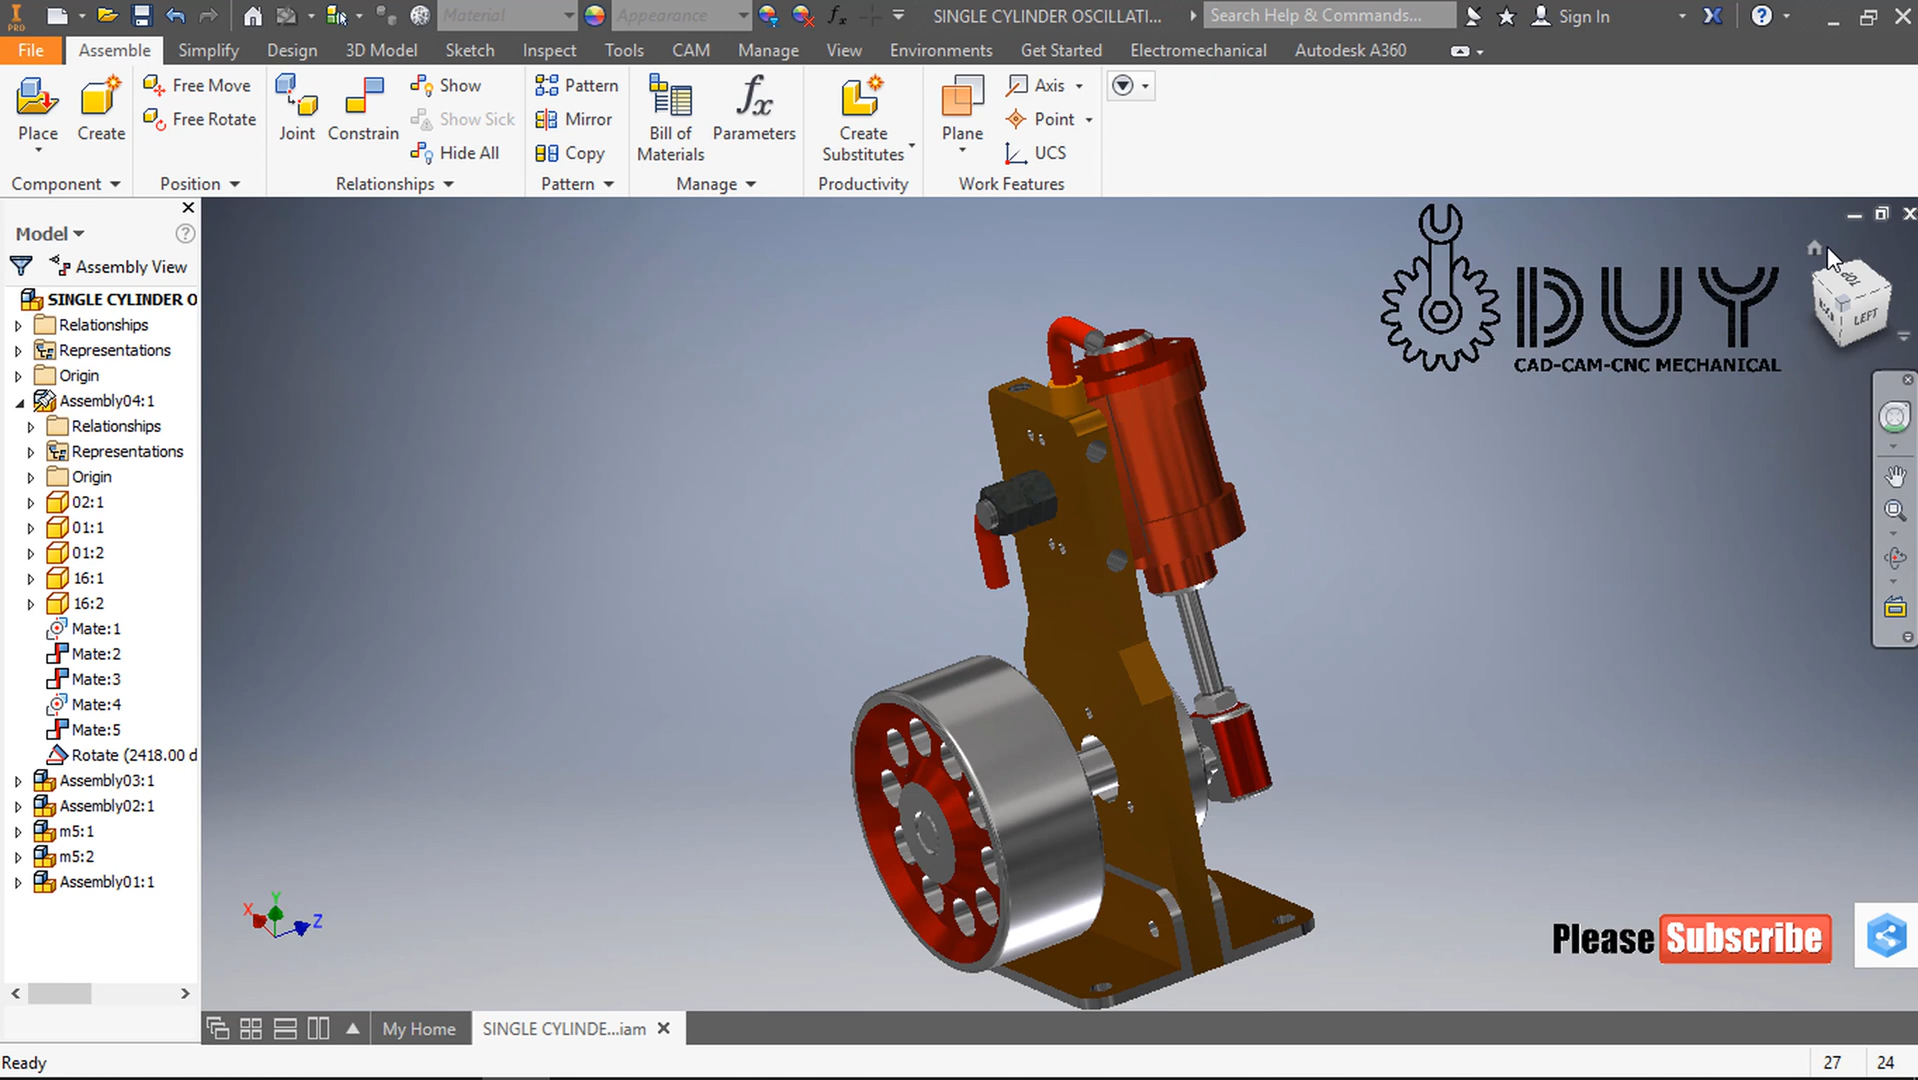 PRO
Material
Appearance
SINGLE CYLINDER OSCILLATI...
Search Help & Commands...
Sign In
File
Assemble
Simplify
Design
3D Model
Sketch
Inspect
Tools
CAM
Manage
View
Environments
Get Started
Electromechanical
Autodesk A360
Place
Create
Free Move
Free Rotate
Joint
Constrain
Show
Show Sick
Hide All
Pattern
Mirror
Copy
Bill of
Materials
fx
Parameters
Create
Substitutes
Plane
Axis
Point
UCS
Component
Position
Relationships
Pattern
Manage
Productivity
Work Features
Model
Assembly View
SINGLE CYLINDER O
Relationships
Representations
Origin
Assembly04:1
Relationships
Representations
Origin
02:1
01:1
01:2
16:1
16:2
Mate:1
Mate:2
Mate:3
Mate:4
Mate:5
Rotate (2418.00 d
Assembly03:1
Assembly02:1
m5:1
m5:2
Assembly01:1
DUY
CAD-CAM-CNC MECHANICAL
TOP
LEFT
X
Y
Z
Please Subscribe
My Home
SINGLE CYLINDE...iam
Ready
27
24